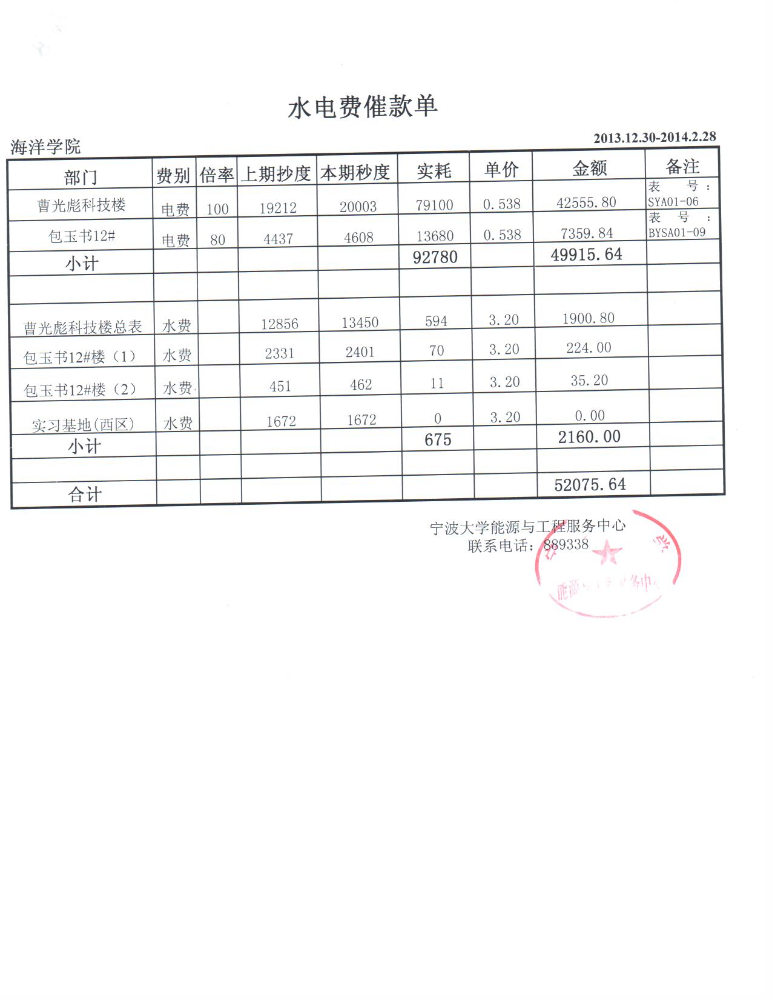 水电费催款单
海洋学院 2013.12.30-2014.2.28
部门 费别 倍率 上期抄度 本期秒度 实耗 单价 金额 备注
曹光彪科技楼 电费 100 19212 20003 79100 0.538 42555.80 表号：SYA01-06
包玉书12# 电费 80 4437 4608 13680 0.538 7359.84 表号：BYSA01-09
小计 92780 49915.64
曹光彪科技楼总表 水费 12856 13450 594 3.20 1900.80
包玉书12#楼（1） 水费 2331 2401 70 3.20 224.00
包玉书12#楼（2） 水费 451 462 11 3.20 35.20
实习基地(西区) 水费 1672 1672 0 3.20 0.00
小计 675 2160.00
合计 52075.64
宁波大学能源与工程服务中心
联系电话：889338
宁 学
能源 务中